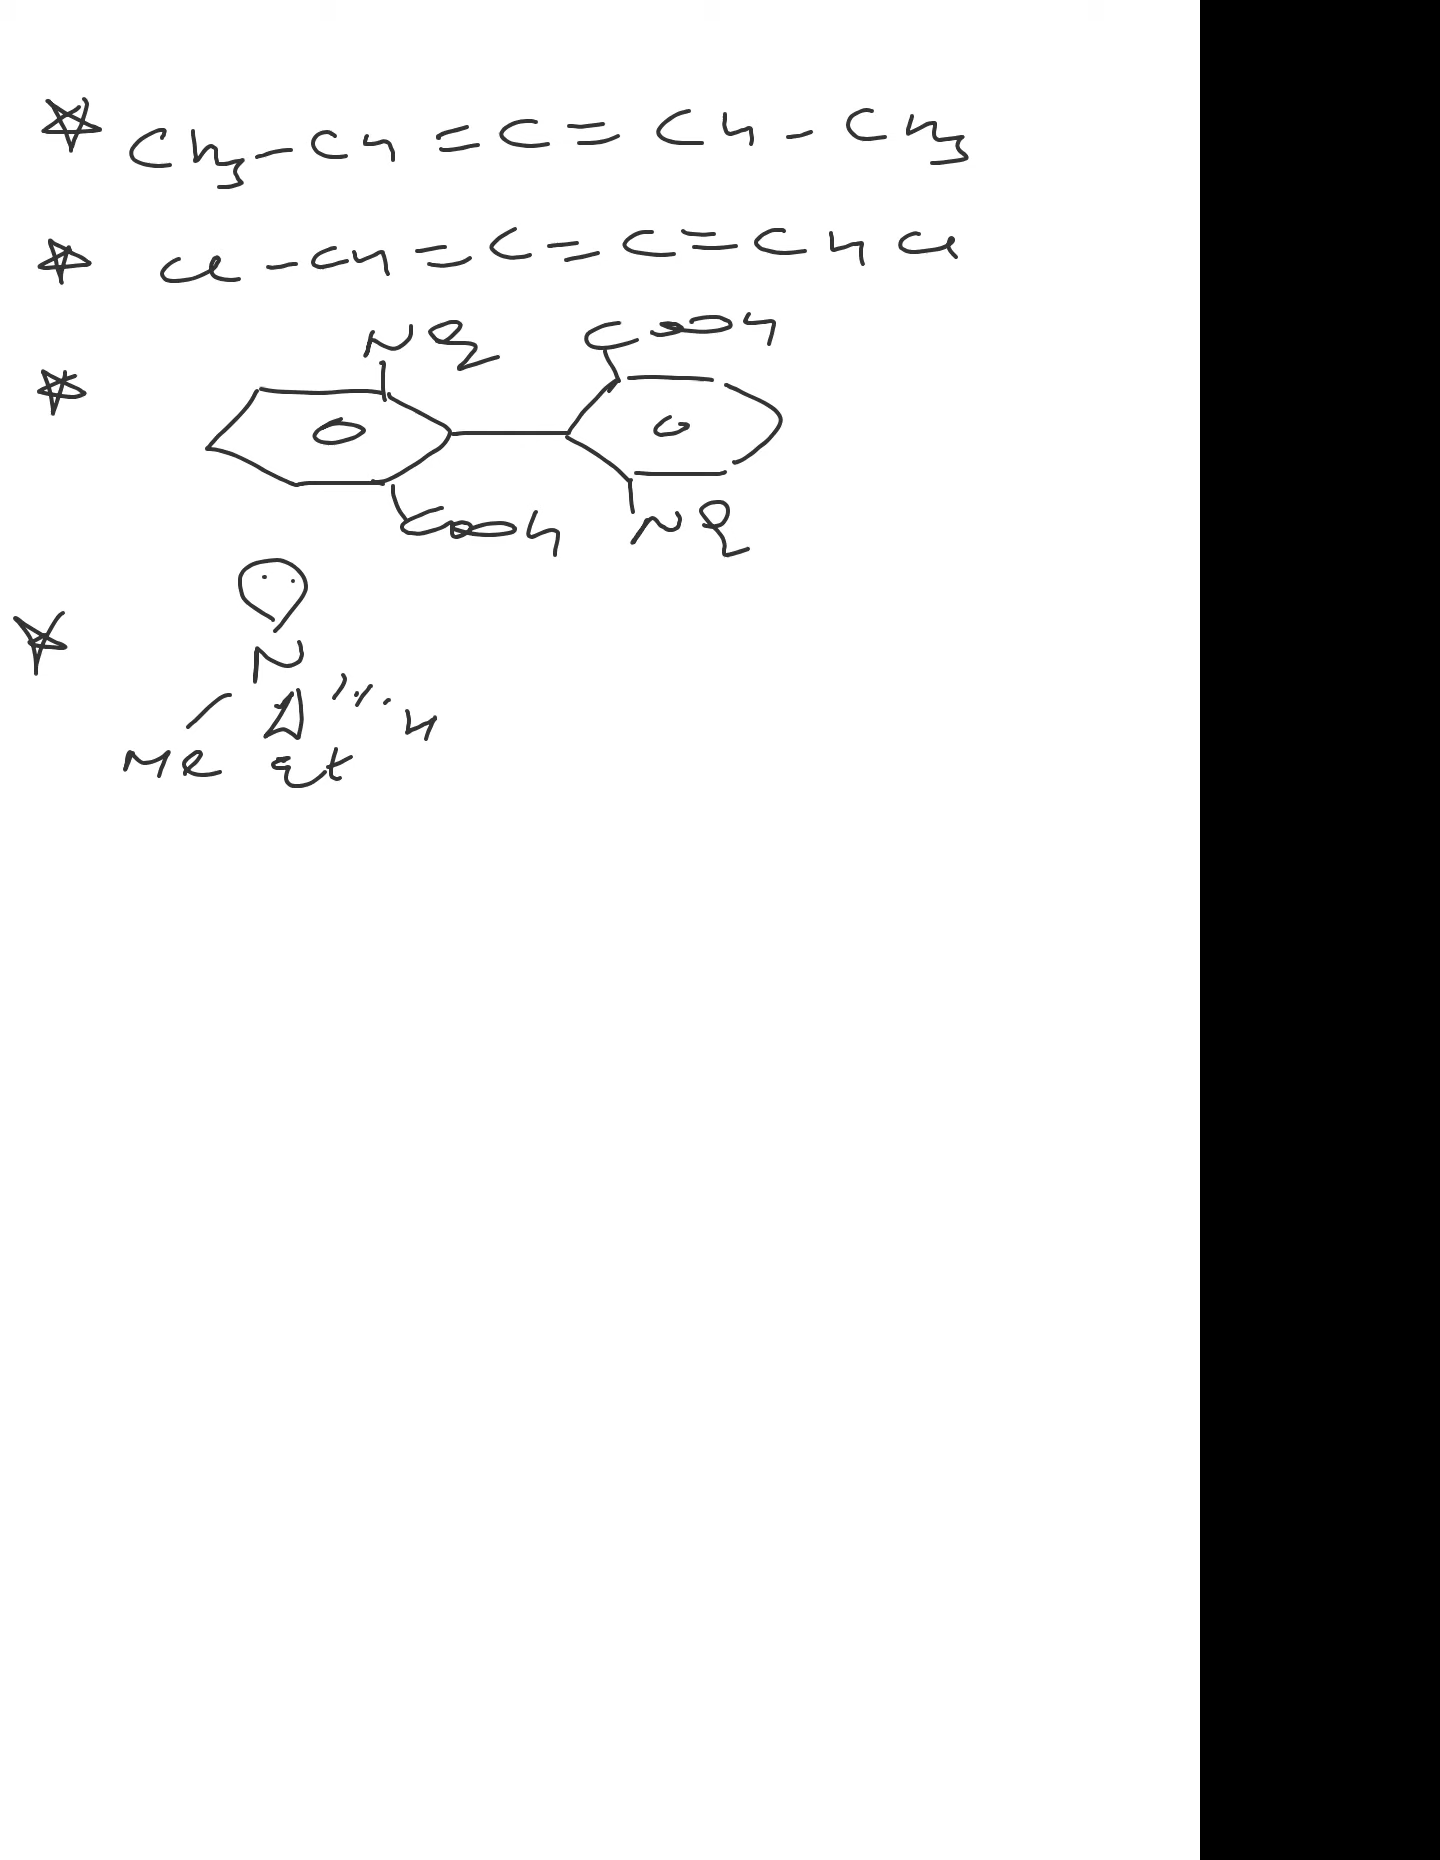 CH3-CH=C=CH-CH3
Cl-CH=C=C=CHCl
NO2 COOH
COOH NO2
N
H
Me Et